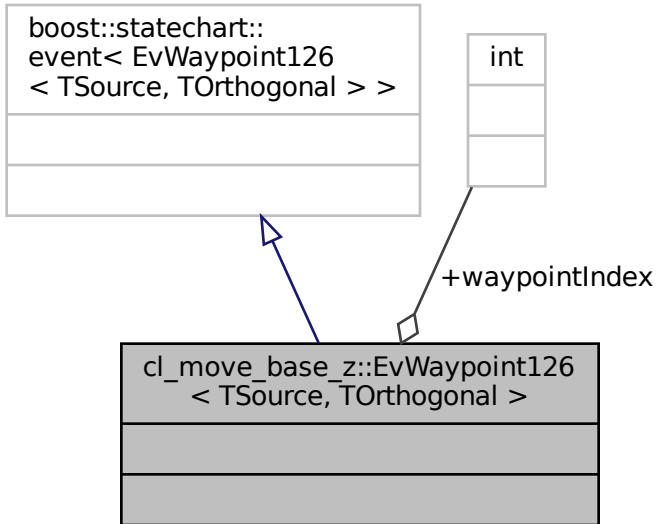 boost::statechart::
event< EvWaypoint126
< TSource, TOrthogonal > >
int
+waypointIndex
cl_move_base_z::EvWaypoint126
< TSource, TOrthogonal >